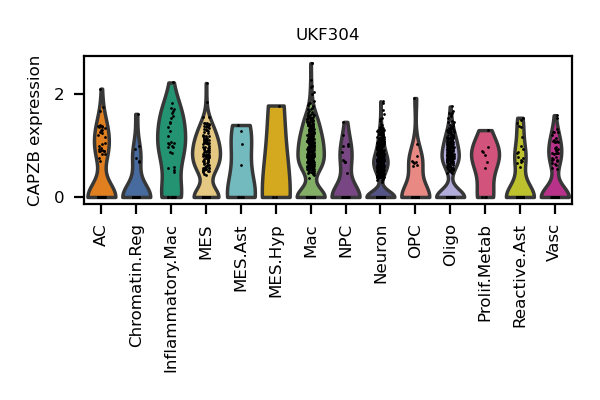 UKF304
CAPZB expression
2
0
AC
Chromatin.Reg
Inflammatory.Mac
MES
MES.Ast
MES.Hyp
Mac
NPC
Neuron
OPC
Oligo
Prolif.Metab
Reactive.Ast
Vasc